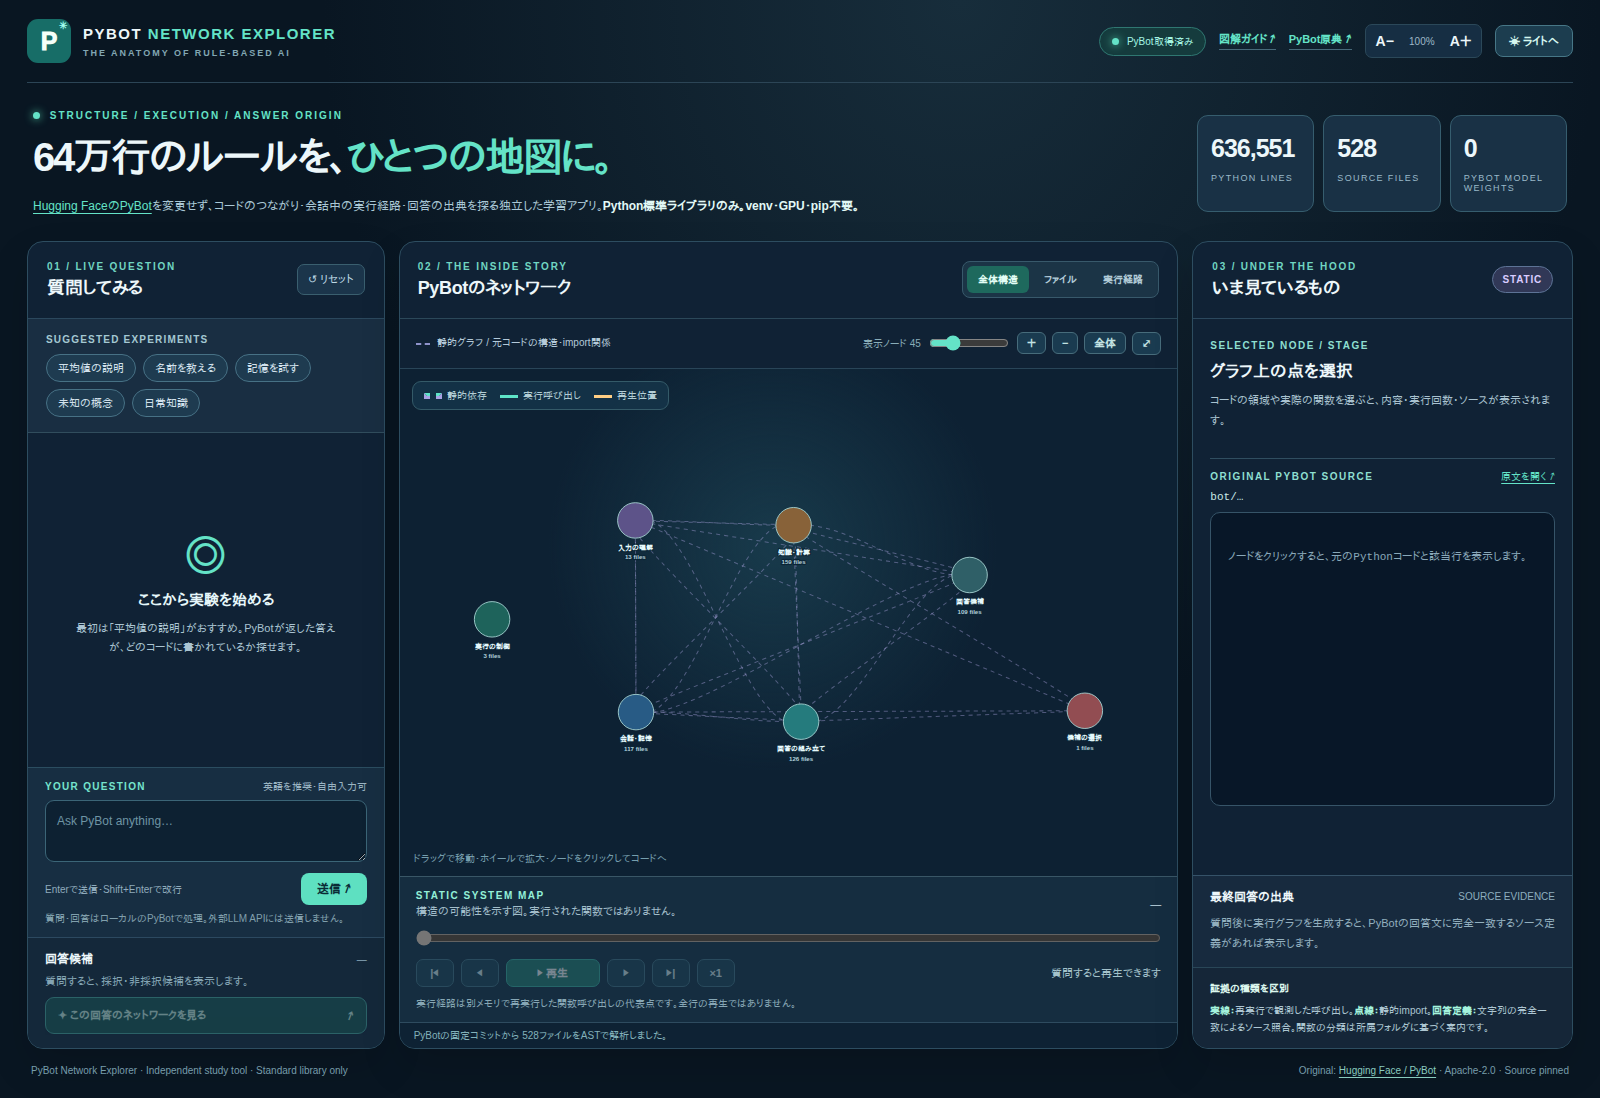 P
PYBOT NETWORK EXPLORER
THE ANATOMY OF RULE-BASED AI
PyBot取得済み
図解ガイド↗
PyBot原典↗
A−
100%
A＋
☀ ライトへ
STRUCTURE / EXECUTION / ANSWER ORIGIN
64万行のルールを、ひとつの地図に。
Hugging FaceのPyBotを変更せず、コードのつながり・会話中の実行経路・回答の出典を探る独立した学習アプリ。Python標準ライブラリのみ。venv・GPU・pip不要。
636,551
PYTHON LINES
528
SOURCE FILES
0
PYBOT MODEL
WEIGHTS
01 / LIVE QUESTION
質問してみる
↺ リセット
SUGGESTED EXPERIMENTS
平均値の説明
名前を教える
記憶を試す
未知の概念
日常知識
ここから実験を始める
最初は「平均値の説明」がおすすめ。PyBotが返した答え
が、どのコードに書かれているか探せます。
YOUR QUESTION
英語を推奨・自由入力可
Ask PyBot anything…
Enterで送信・Shift+Enterで改行
送信 ↗
質問・回答はローカルのPyBotで処理。外部LLM APIには送信しません。
回答候補
—
質問すると、採択・非採択候補を表示します。
✦ この回答のネットワークを見る ↗
02 / THE INSIDE STORY
PyBotのネットワーク
全体構造
ファイル
実行経路
静的グラフ / 元コードの構造・import関係
表示ノード 45
＋
−
全体
⤢
静的依存
実行呼び出し
再生位置
入力の理解
13 files
知識・計算
159 files
回答候補
109 files
実行の制御
3 files
会話・記憶
117 files
回答の組み立て
126 files
候補の選択
1 files
ドラッグで移動・ホイールで拡大・ノードをクリックしてコードへ
STATIC SYSTEM MAP
構造の可能性を示す図。実行された関数ではありません。
—
▶ 再生
×1
質問すると再生できます
実行経路は別メモリで再実行した関数呼び出しの代表点です。全行の再生ではありません。
PyBotの固定コミットから 528ファイルをASTで解析しました。
03 / UNDER THE HOOD
いま見ているもの
STATIC
SELECTED NODE / STAGE
グラフ上の点を選択
コードの領域や実際の関数を選ぶと、内容・実行回数・ソースが表示されま
す。
ORIGINAL PYBOT SOURCE
原文を開く↗
bot/…
ノードをクリックすると、元のPythonコードと該当行を表示します。
最終回答の出典
SOURCE EVIDENCE
質問後に実行グラフを生成すると、PyBotの回答文に完全一致するソース定
義があれば表示します。
証拠の種類を区別
実線：再実行で観測した呼び出し。点線：静的import。回答定義：文字列の完全一
致によるソース照合。関数の分類は所属フォルダに基づく案内です。
PyBot Network Explorer · Independent study tool · Standard library only
Original: Hugging Face / PyBot · Apache-2.0 · Source pinned